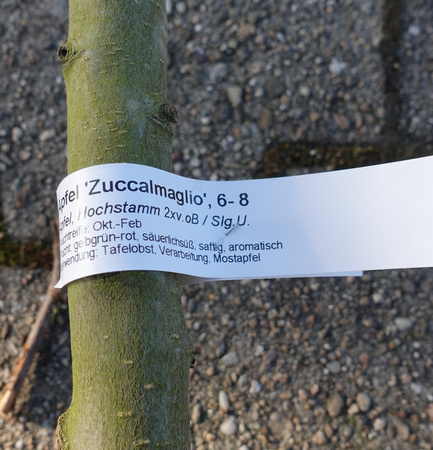 pfel 'Zuccalmaglio', 6- 8
pfel, Hochstamm 2xv.oB / Slg.U.
Okt.-Feb
gelbgrün-rot, säuerlichsüß, saftig, aromatisch
wendung: Tafelobst, Verarbeitung, Mostapfel